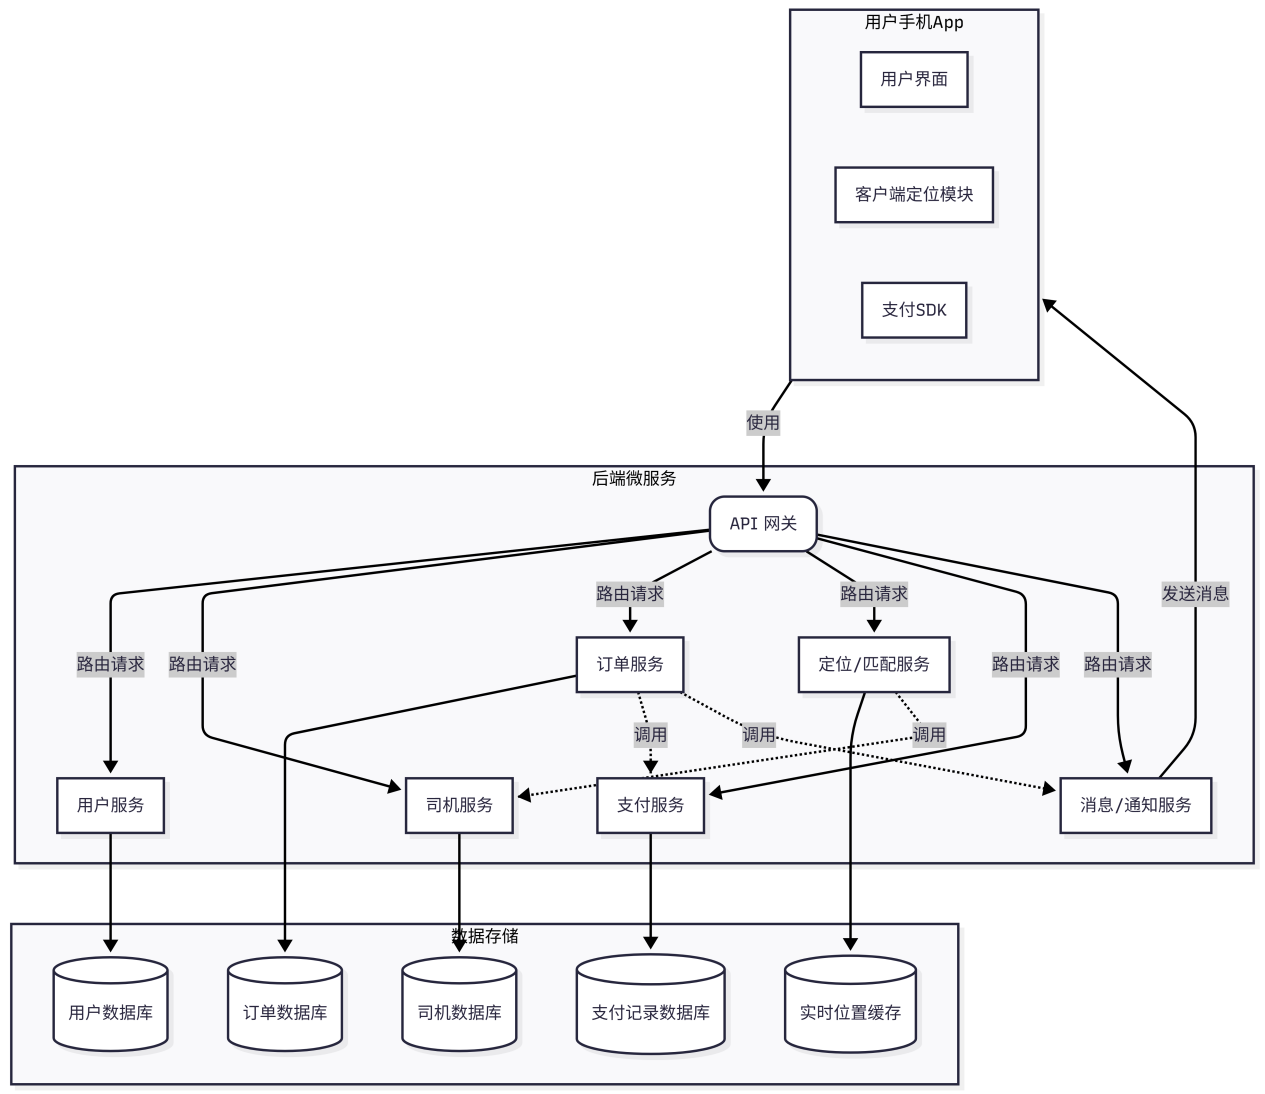 用户手机App
用户界面
客户端定位模块
支付SDK
使用
后端微服务
API 网关
路由请求
路由请求
发送消息
路由请求
路由请求
订单服务
定位/匹配服务
路由请求
路由请求
调用
调用
调用
用户服务
司机服务
支付服务
消息/通知服务
数据存储
用户数据库
订单数据库
司机数据库
支付记录数据库
实时位置缓存